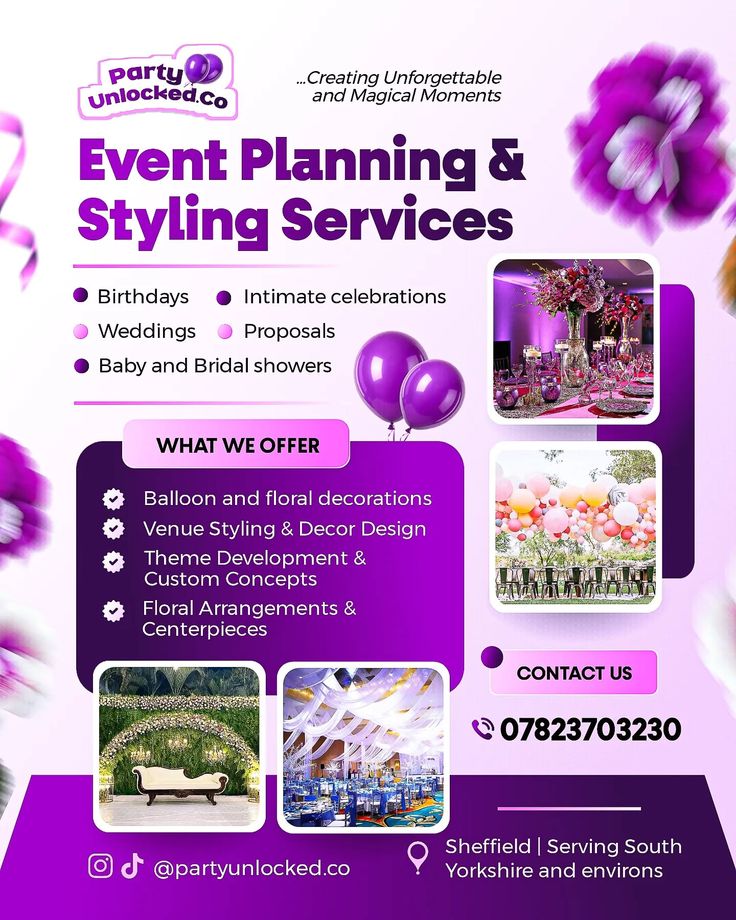 Party
Unlocked.Co
...Creating Unforgettable
and Magical Moments
Event Planning &
Styling Services
Birthdays
Intimate celebrations
Weddings
Proposals
Baby and Bridal showers
WHAT WE OFFER
Balloon and floral decorations
Venue Styling & Decor Design
Theme Development &
Custom Concepts
Floral Arrangements &
Centerpieces
CONTACT US
07823703230
@partyunlocked.co
Sheffield | Serving South
Yorkshire and environs